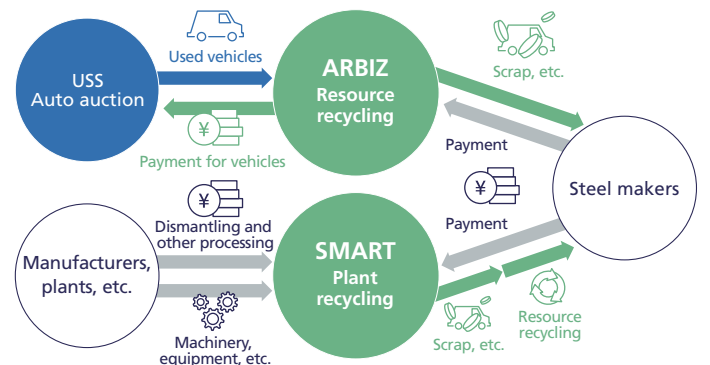 Used vehicles
USS
Auto auction
ARBIZ
Resource
recycling
Scrap, etc.
¥
Payment for vehicles
Payment
¥
Steel makers
¥
Dismantling and
other processing
Payment
Manufacturers,
plants, etc.
SMART
Plant
recycling
Machinery,
equipment, etc.
Scrap, etc.
Resource
recycling